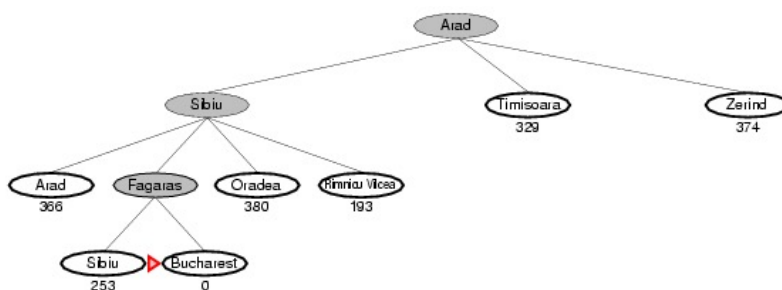 Arad
Sibiu
Timisoara
Zerind
329
374
Arad
Fagaras
Oradea
Rimnicu Vilcea
366
380
193
Sibiu
Bucharest
253
0